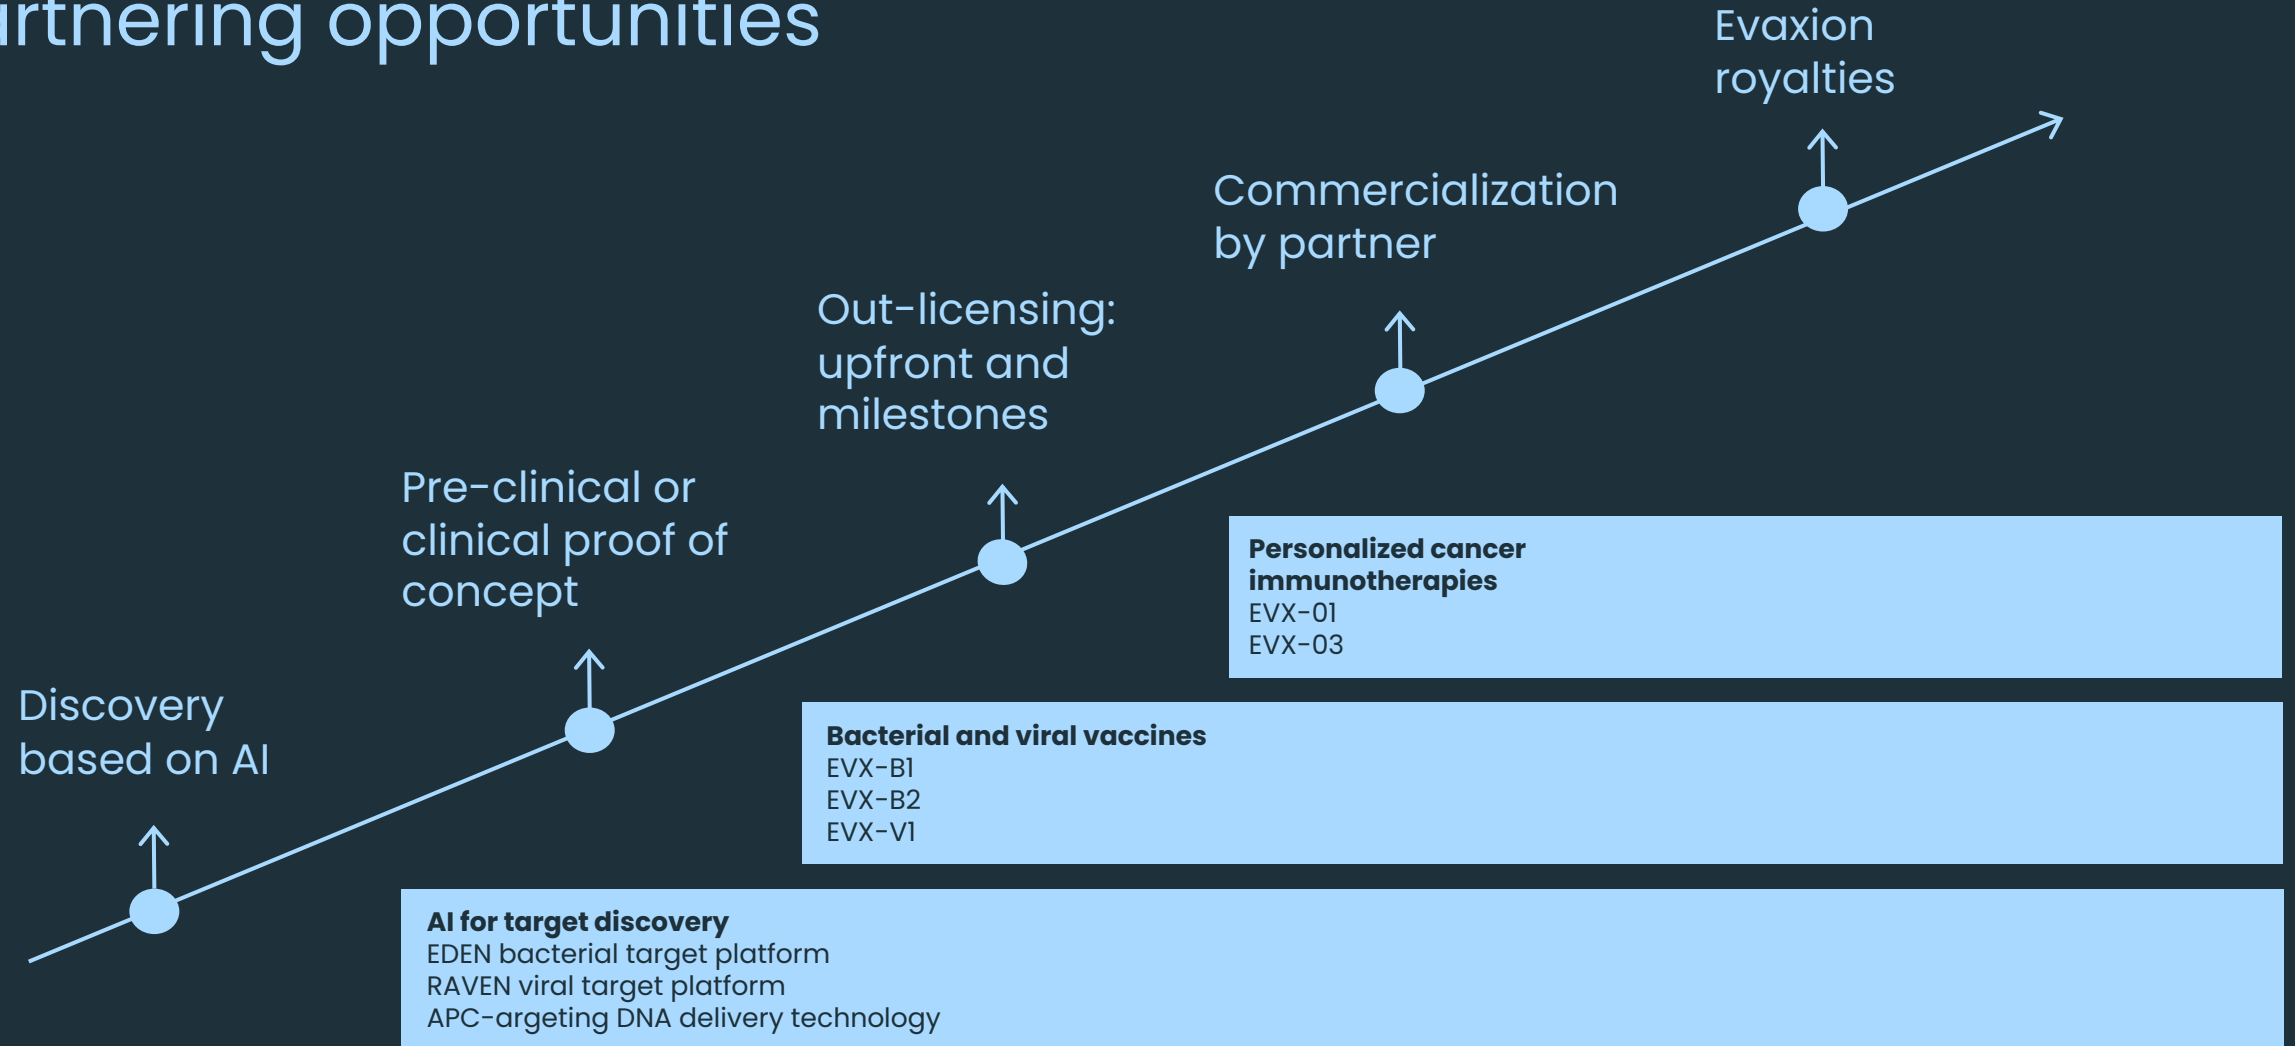 artnering opportunities
Evaxion
royalties
Commercialization
by partner
Out-licensing:
upfront and
milestones
Pre-clinical or
clinical proof of
concept
Discovery
based on AI
Personalized cancer
immunotherapies
EVX-01
EVX-03
Bacterial and viral vaccines
EVX-B1
EVX-B2
EVX-V1
AI for target discovery
EDEN bacterial target platform
RAVEN viral target platform
APC-argeting DNA delivery technology